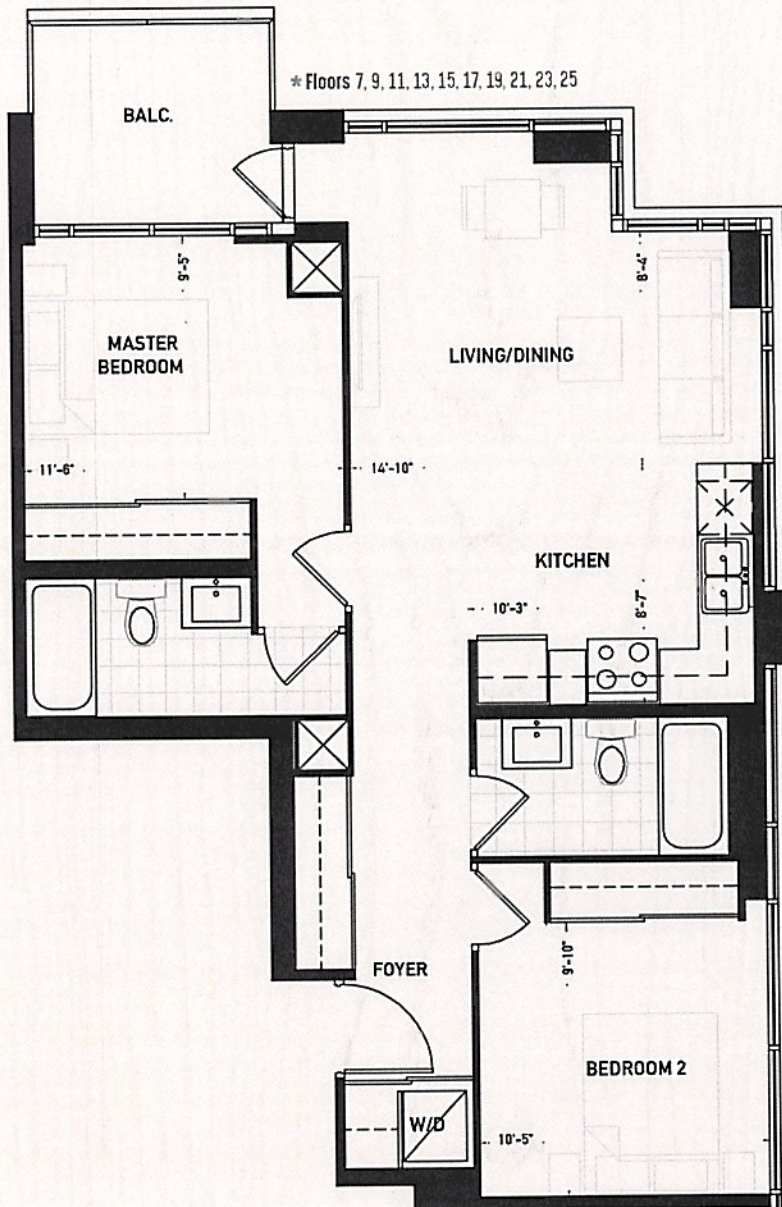 * Floors 7, 9, 11, 13, 15, 17, 19, 21, 23, 25
BALC.
9'-5"
8'-4"
MASTER
BEDROOM
LIVING/DINING
11'-6"
14'-10"
KITCHEN
10'-3"
8'-7"
FOYER
9'-10"
BEDROOM 2
W/D
10'-5"